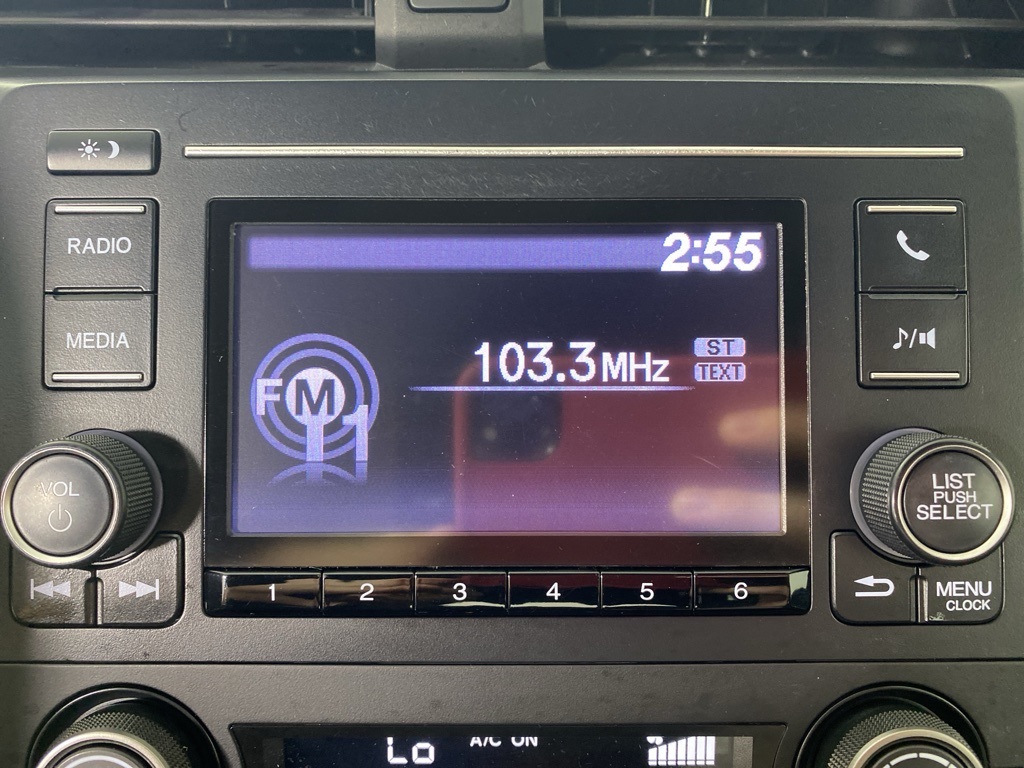 2:55
RADIO
MEDIA
103.3MHz
ST
TEXT
FM
1
VOL
LIST
PUSH
SELECT
1 2 3 4 5 6
MENU
CLOCK
Lo
A/C ON